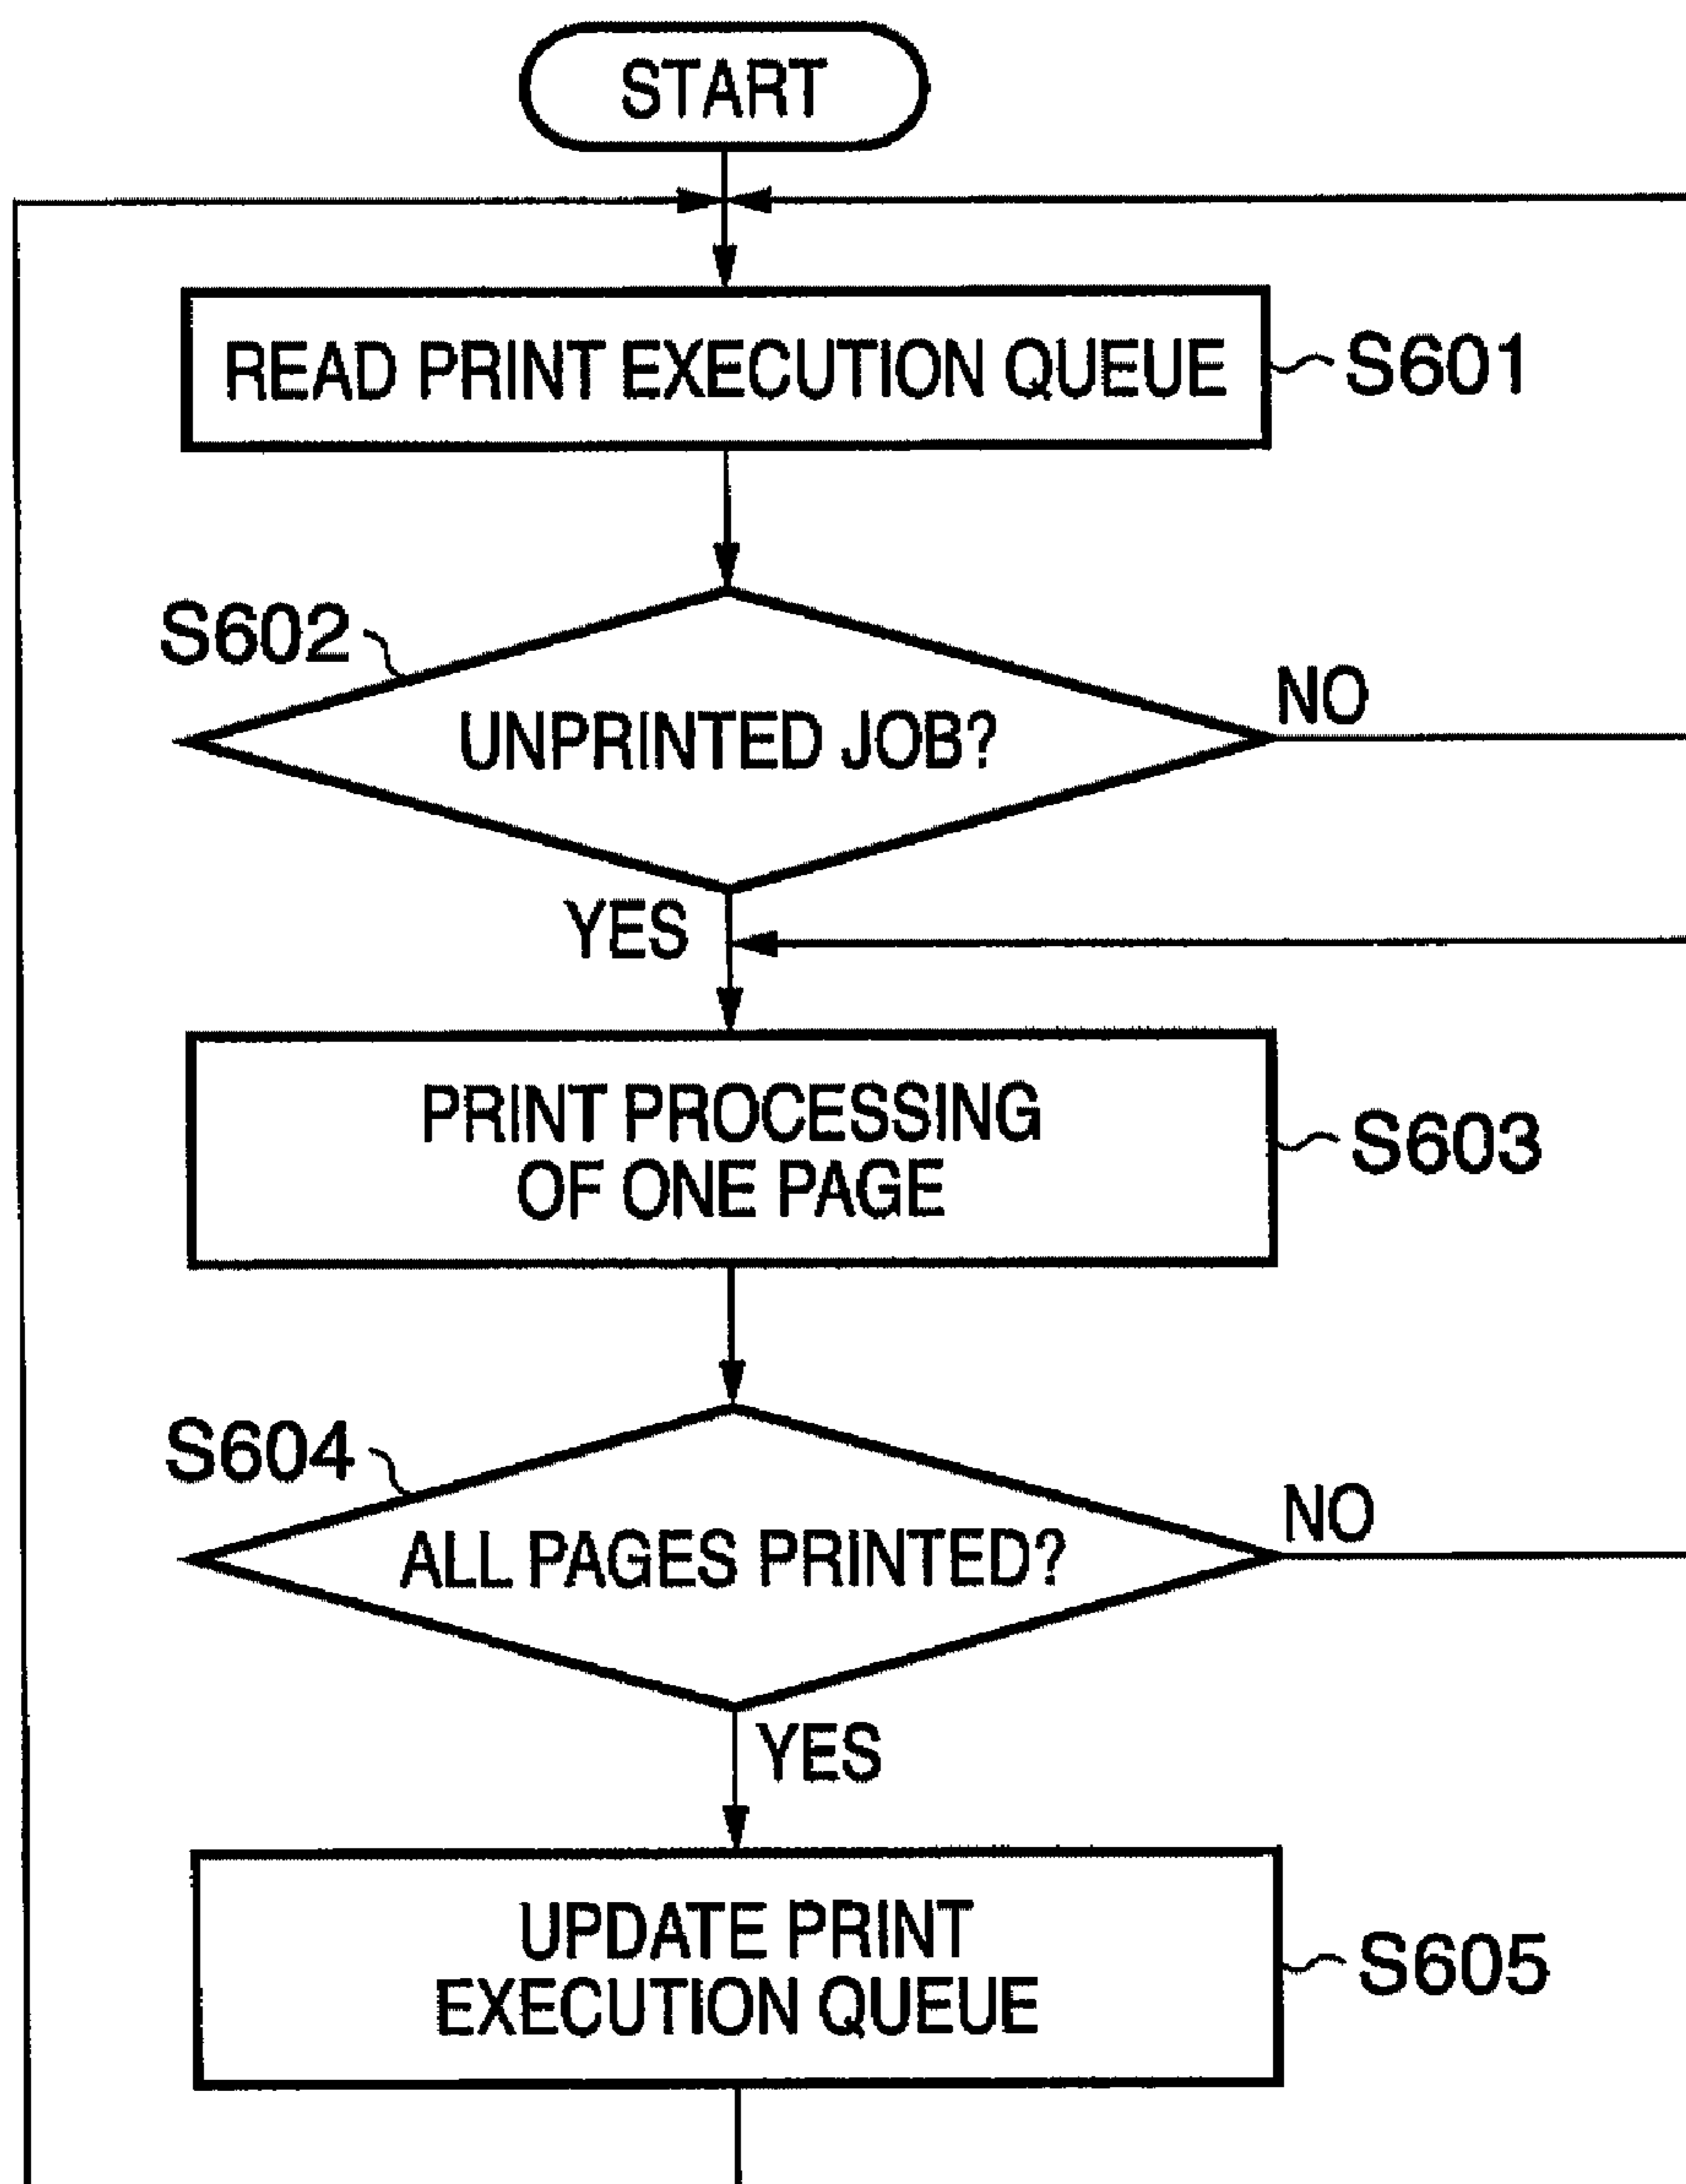 START
READ PRINT EXECUTION QUEUE
S601
S602
UNPRINTED JOB?
NO
YES
PRINT PROCESSING
OF ONE PAGE
S603
S604
ALL PAGES PRINTED?
NO
YES
UPDATE PRINT
EXECUTION QUEUE
S605